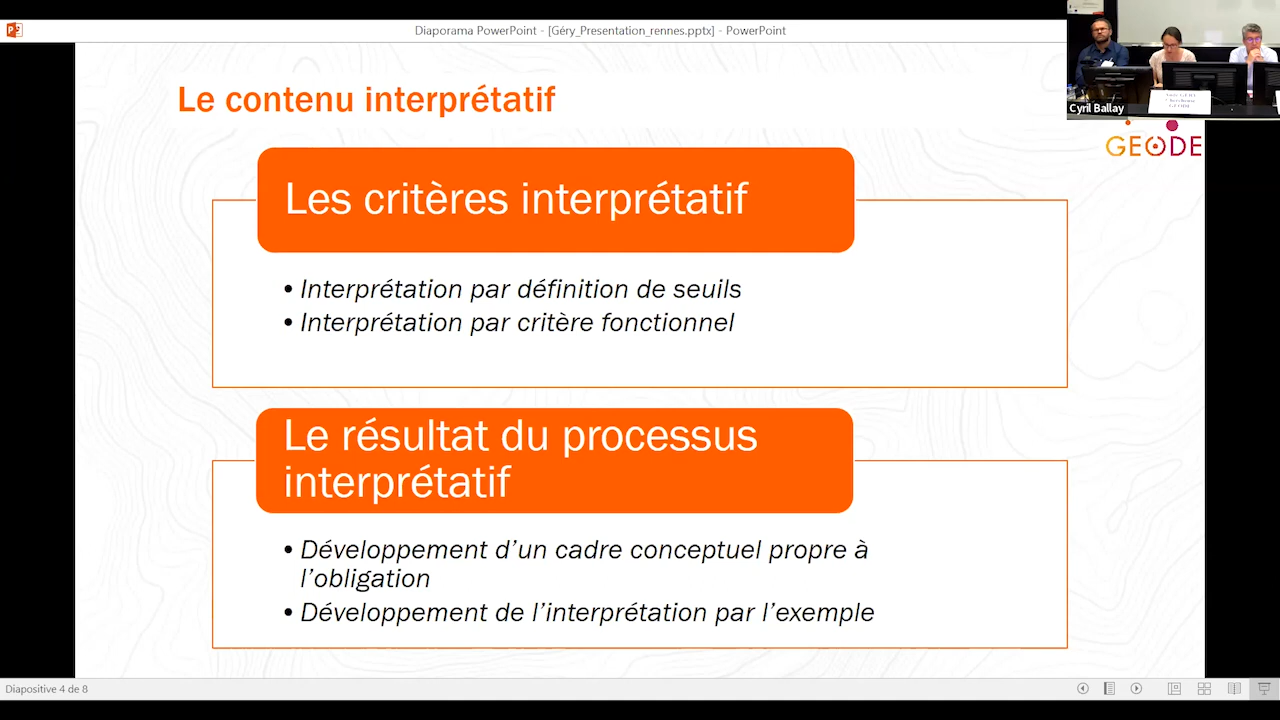 Diaporama PowerPoint - [Géry_Presentation_rennes.pptx] - PowerPoint
Cyril Ballay
GEODE
Le contenu interprétatif
Les critères interprétatif
• Interprétation par définition de seuils
• Interprétation par critère fonctionnel
Le résultat du processus
interprétatif
• Développement d'un cadre conceptuel propre à
l'obligation
• Développement de l'interprétation par l'exemple
Diapositive 4 de 8